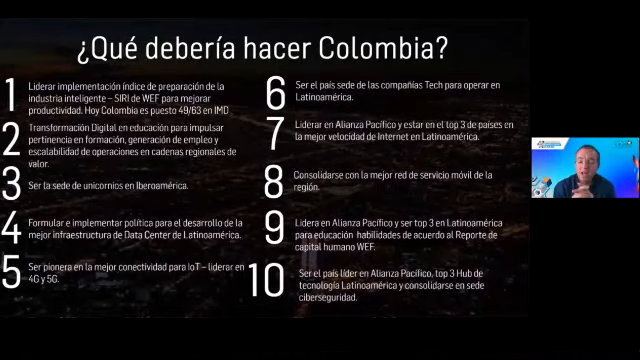 ¿Qué debería hacer Colombia?
1
Liderar implementación índice de preparación de la
industria inteligente – SIRI de WEF para mejorar
productividad. Hoy Colombia es puesto 49/63 en IMD
2
Transformación Digital en educación para impulsar
pertinencia en formación, generación de empleo y
escalabilidad de operaciones en cadenas regionales de
valor.
3
Ser la sede de unicornios en Iberoamérica.
4
Formular e implementar política para el desarrollo de la
mejor infraestructura de Data Center de Latinoamérica.
5
Ser pionera en la mejor conectividad para IoT – liderar en
4G y 5G.
6
Ser el país sede de las compañías Tech para operar en
Latinoamérica.
7
Liderar en Alianza Pacífico y estar en el top 3 de países en
la mejor velocidad de Internet en Latinoamérica.
8
Consolidarse con la mejor red de servicio móvil de la
región.
9
Lidera en Alianza Pacífico y ser top 3 en Latinoamérica
para educación habilidades de acuerdo al Reporte de
capital humano WEF.
10
Ser el país líder en Alianza Pacífico, top 3 Hub de
tecnología Latinoamérica y consolidarse en sede
ciberseguridad.